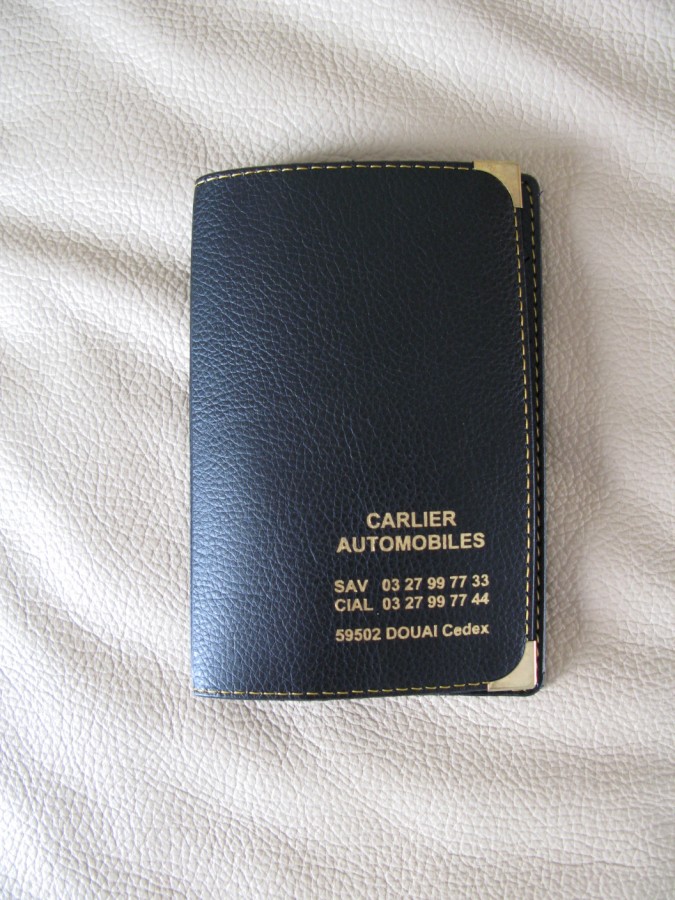 CARLIER
AUTOMOBILES
SAV 03 27 99 77 33
CIAL 03 27 99 77 44
59502 DOUAI Cedex